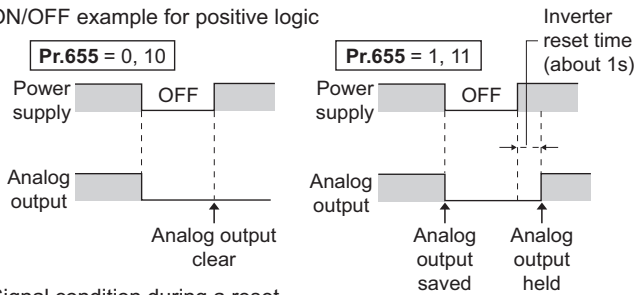 ON/OFF example for positive logic
Pr.655 = 0, 10
Power
supply
OFF
Analog
output
Analog output
clear
Pr.655 = 1, 11
Inverter
reset time
(about 1s)
Power
supply
OFF
Analog
output
Analog
output
saved
Analog
output
held
Signal condition during a reset